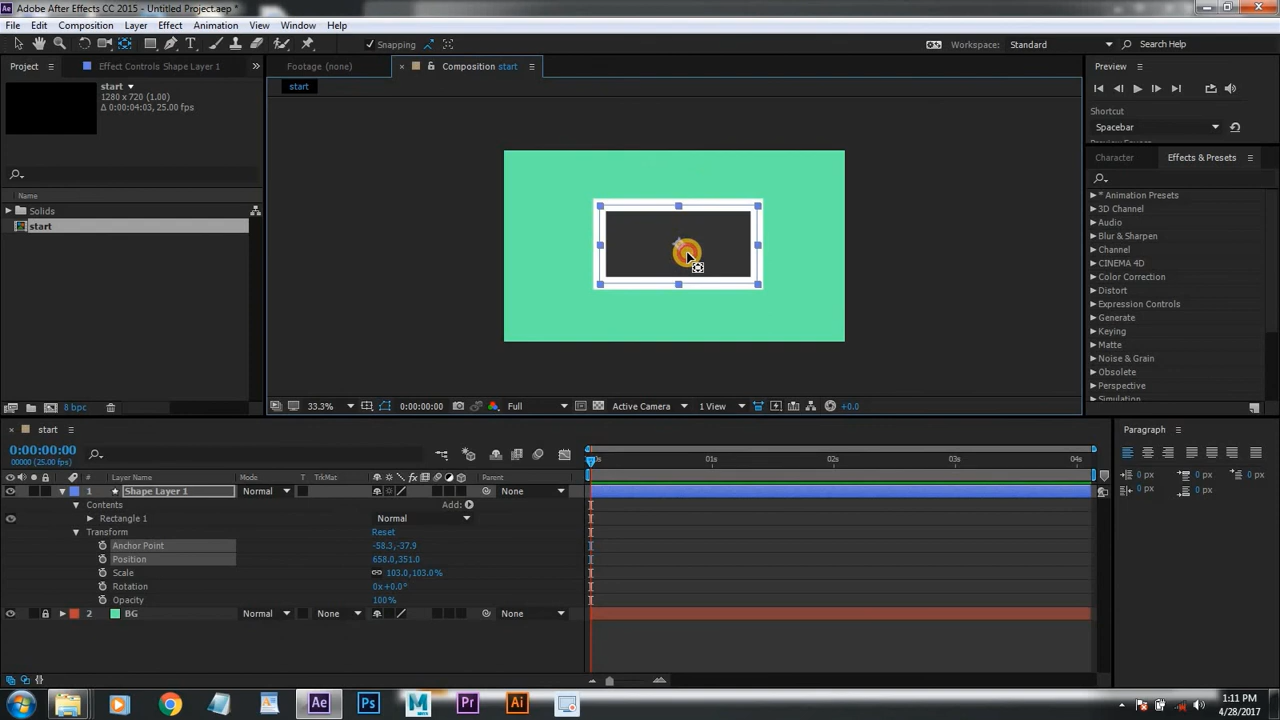 Adobe After Effects CC 2015 - Untitled Project.aep *
File Edit Composition Layer Effect Animation View Window Help
Snapping Workspace: Standard Search Help
Project Effect Controls Shape Layer 1 Footage (none) Composition start Preview
start start
1280 x 720 (1.00)
Δ 0:00:04:03, 25.00 fps
Shortcut
Spacebar
Character Effects & Presets
Name
Solids
start
* Animation Presets
3D Channel
Audio
Blur & Sharpen
Channel
CINEMA 4D
Color Correction
Distort
Expression Controls
Generate
Keying
Matte
Noise & Grain
Obsolete
Perspective
Simulation
8 bpc 33.3% 0:00:00:00 Full Active Camera 1 View +0.0
start Paragraph
0:00:00:00
00000 (25.00 fps)
01s 02s 03s 04s
# Layer Name Mode T TrkMat Parent
1 Shape Layer 1 Normal None
Contents Add:
Rectangle 1 Normal
Transform Reset
Anchor Point -58.3,-37.9
Position 658.0,351.0
Scale 103.0,103.0%
Rotation 0x+0.0°
Opacity 100%
2 BG Normal None None
0 px 0 px 0 px
0 px 0 px
Ae Ps M Pr Ai
1:11 PM
4/28/2017